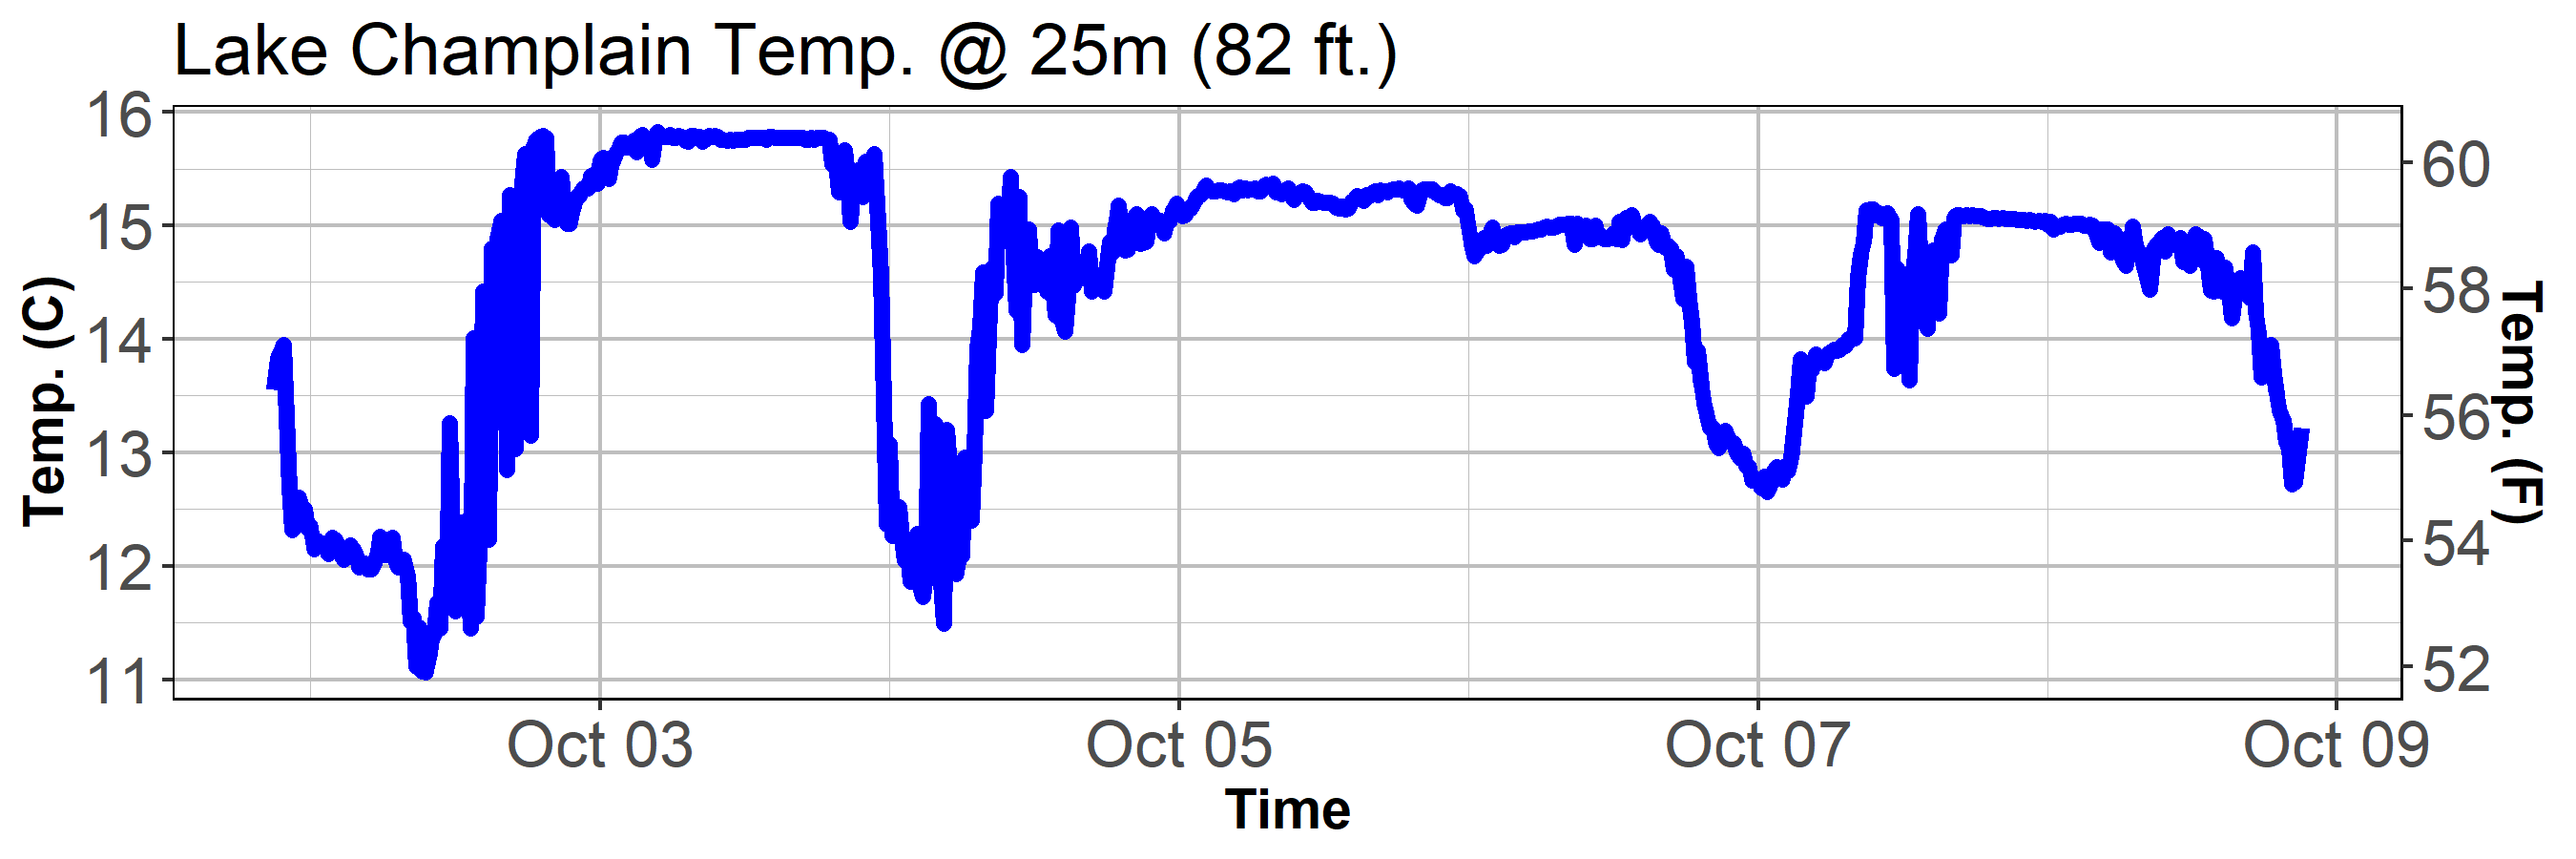 Lake Champlain Temp. @ 25m (82 ft.)
Temp. (C)
16
15
14
13
12
11
60
58
56
54
52
Temp. (F)
Oct 03 Oct 05 Oct 07 Oct 09
Time